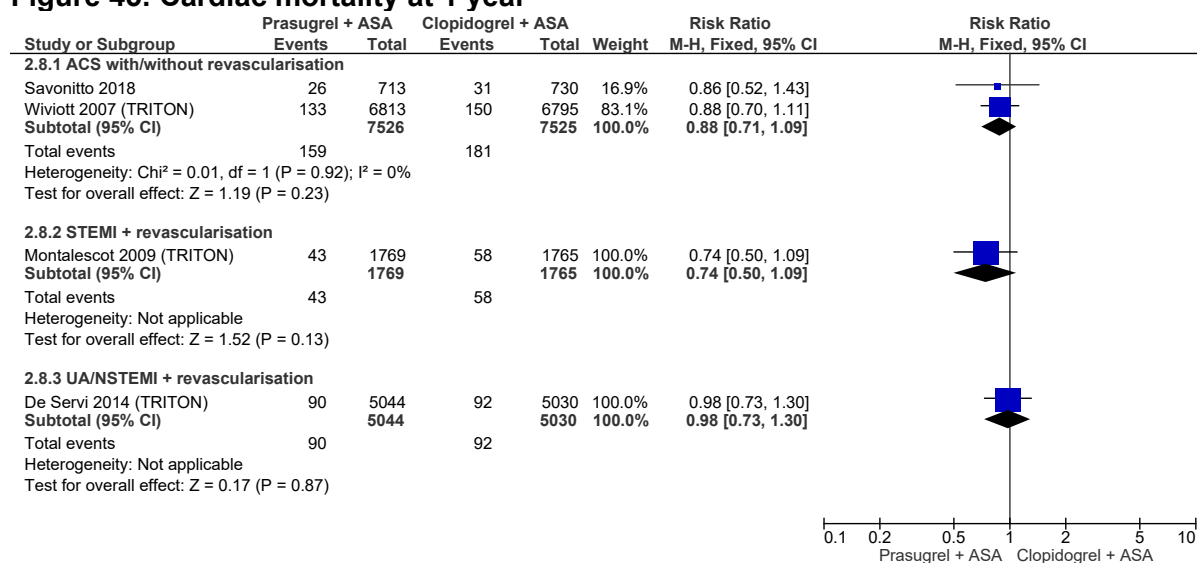 Prasugrel + ASA Clopidogrel + ASA Risk Ratio Risk Ratio
Study or Subgroup Events Total Events Total Weight M-H, Fixed, 95% CI M-H, Fixed, 95% CI
2.8.1 ACS with/without revascularisation
Savonitto 2018 26 713 31 730 16.9% 0.86 [0.52, 1.43]
Wiviott 2007 (TRITON) 133 6813 150 6795 83.1% 0.88 [0.70, 1.11]
Subtotal (95% CI) 7526 7525 100.0% 0.88 [0.71, 1.09]
Total events 159 181
Heterogeneity: Chi² = 0.01, df = 1 (P = 0.92); I² = 0%
Test for overall effect: Z = 1.19 (P = 0.23)
2.8.2 STEMI + revascularisation
Montalescot 2009 (TRITON) 43 1769 58 1765 100.0% 0.74 [0.50, 1.09]
Subtotal (95% CI) 1769 1765 100.0% 0.74 [0.50, 1.09]
Total events 43 58
Heterogeneity: Not applicable
Test for overall effect: Z = 1.52 (P = 0.13)
2.8.3 UA/NSTEMI + revascularisation
De Servi 2014 (TRITON) 90 5044 92 5030 100.0% 0.98 [0.73, 1.30]
Subtotal (95% CI) 5044 5030 100.0% 0.98 [0.73, 1.30]
Total events 90 92
Heterogeneity: Not applicable
Test for overall effect: Z = 0.17 (P = 0.87)
0.1 0.2 0.5 1 2 5 10
Prasugrel + ASA Clopidogrel + ASA